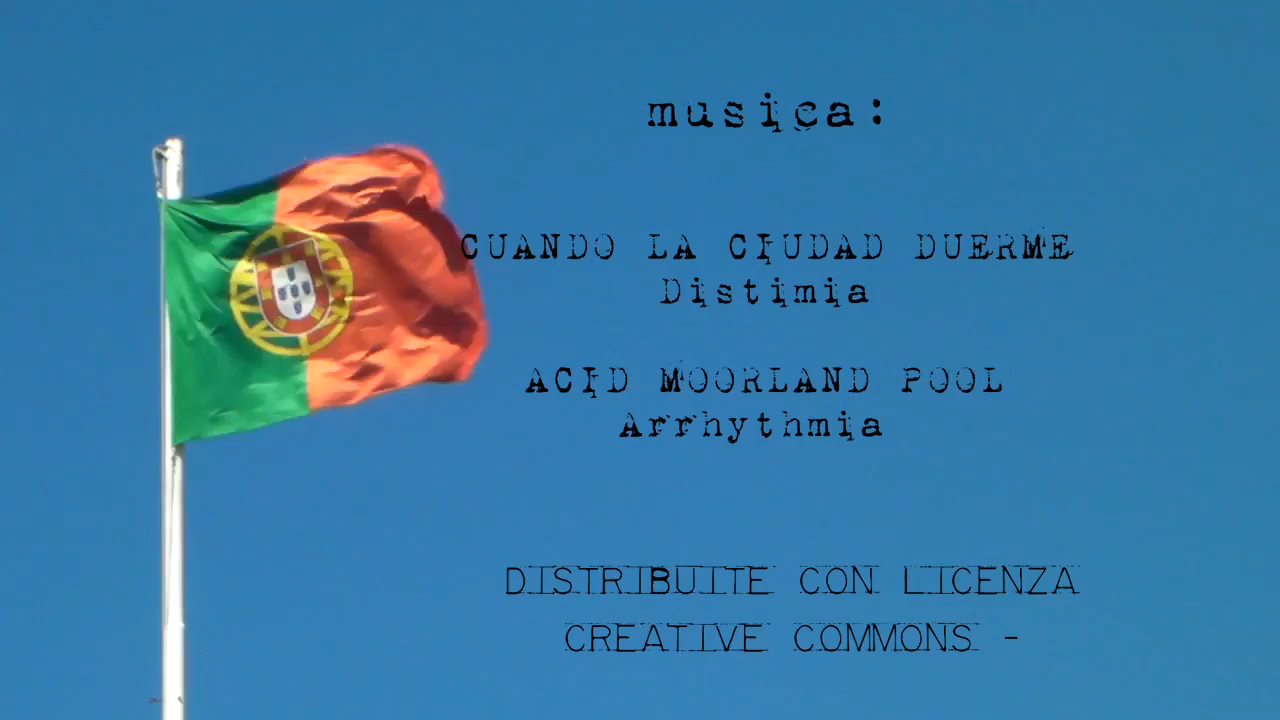 musica:
CUANDO LA CIUDAD DUERME
Distimia
ACID MOORLAND POOL
Arrhythmia
DISTRIBUITE CON LICENZA
CREATIVE COMMONS -